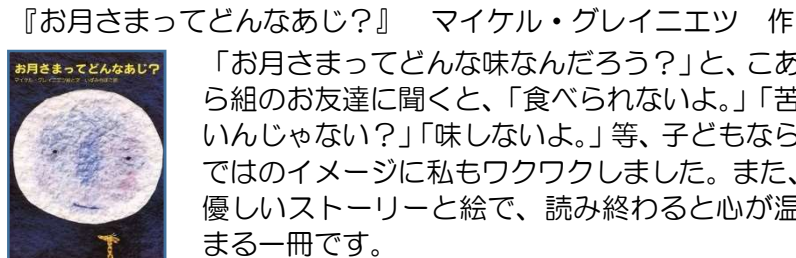 『お月さまってどんなあじ？』　マイケル・グレイニエツ　作
お月さまってどんなあじ？
「お月さまってどんな味なんだろう？」と、こあ
ら組のお友達に聞くと、「食べられないよ。」「苦
いんじゃない？」「味しないよ。」等、子どもなら
ではのイメージに私もワクワクしました。また、
優しいストーリーと絵で、読み終わると心が温
まる一冊です。